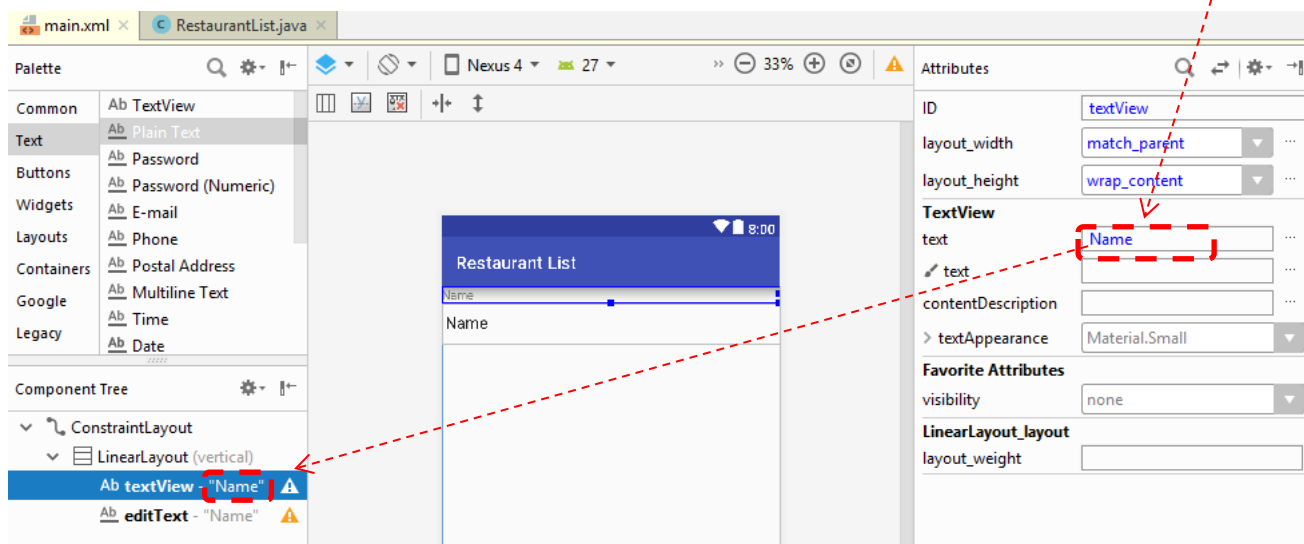 main.xml
RestaurantList.java
Palette
Common
Text
Buttons
Widgets
Layouts
Containers
Google
Legacy
Ab TextView
Ab Plain Text
Ab Password
Ab Password (Numeric)
Ab E-mail
Ab Phone
Ab Postal Address
Ab Multiline Text
Ab Time
Ab Date
Component Tree
ConstraintLayout
LinearLayout (vertical)
Ab textView - "Name"
Ab editText - "Name"
Nexus 4
27
33%
8:00
Restaurant List
Name
Name
Attributes
ID textView
layout_width match_parent ...
layout_height wrap_content ...
TextView
text Name ...
text ...
contentDescription ...
textAppearance Material.Small
Favorite Attributes
visibility none
LinearLayout_layout
layout_weight